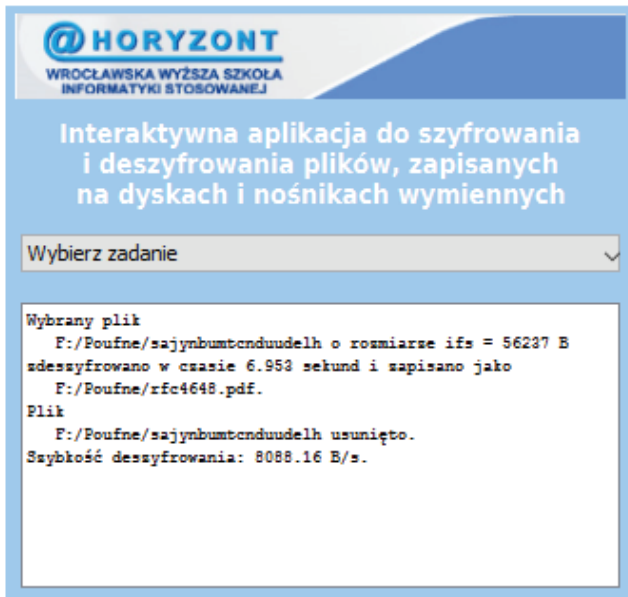 @HORYZONT
WROCŁAWSKA WYŻSZA SZKOŁA
INFORMATYKI STOSOWANEJ
Interaktywna aplikacja do szyfrowania
i deszyfrowania plików, zapisanych
na dyskach i nośnikach wymiennych
Wybierz zadanie
Wybrany plik
F:/Poufne/sajynbumtcnduudelh o rozmiarze ifs = 56237 B
zdeszyfrowano w czasie 6.953 sekund i zapisano jako
F:/Poufne/rfc4648.pdf.
Plik
F:/Poufne/sajynbumtcnduudelh usunięto.
Szybkość deszyfrowania: 8088.16 B/s.